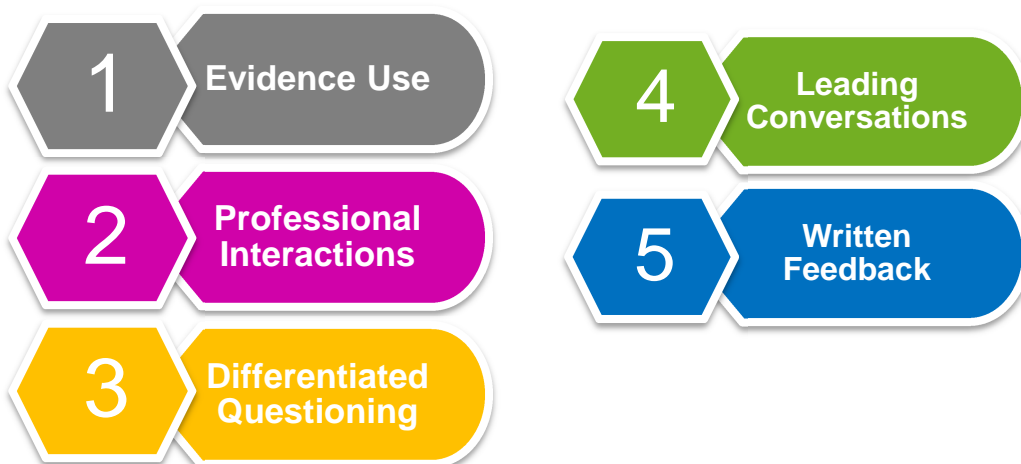 1
Evidence Use
2
Professional
Interactions
3
Differentiated
Questioning
4
Leading
Conversations
5
Written
Feedback